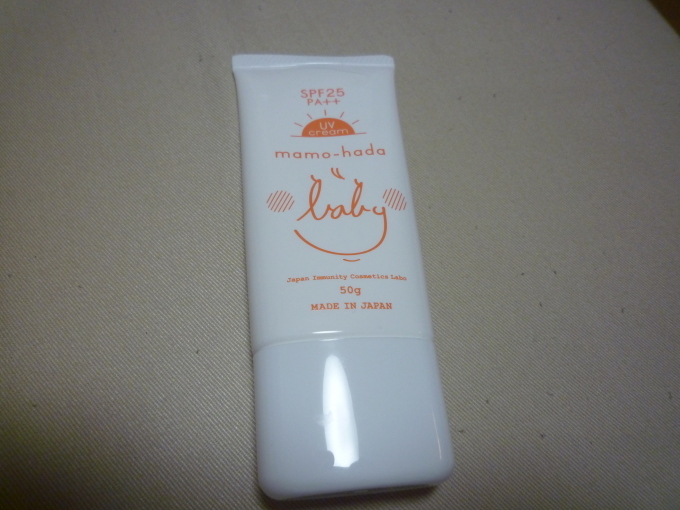 SPF25
PA++
UV
cream
mamo-hada
baby
Japan Immunity Cosmetics Labo
50g
MADE IN JAPAN